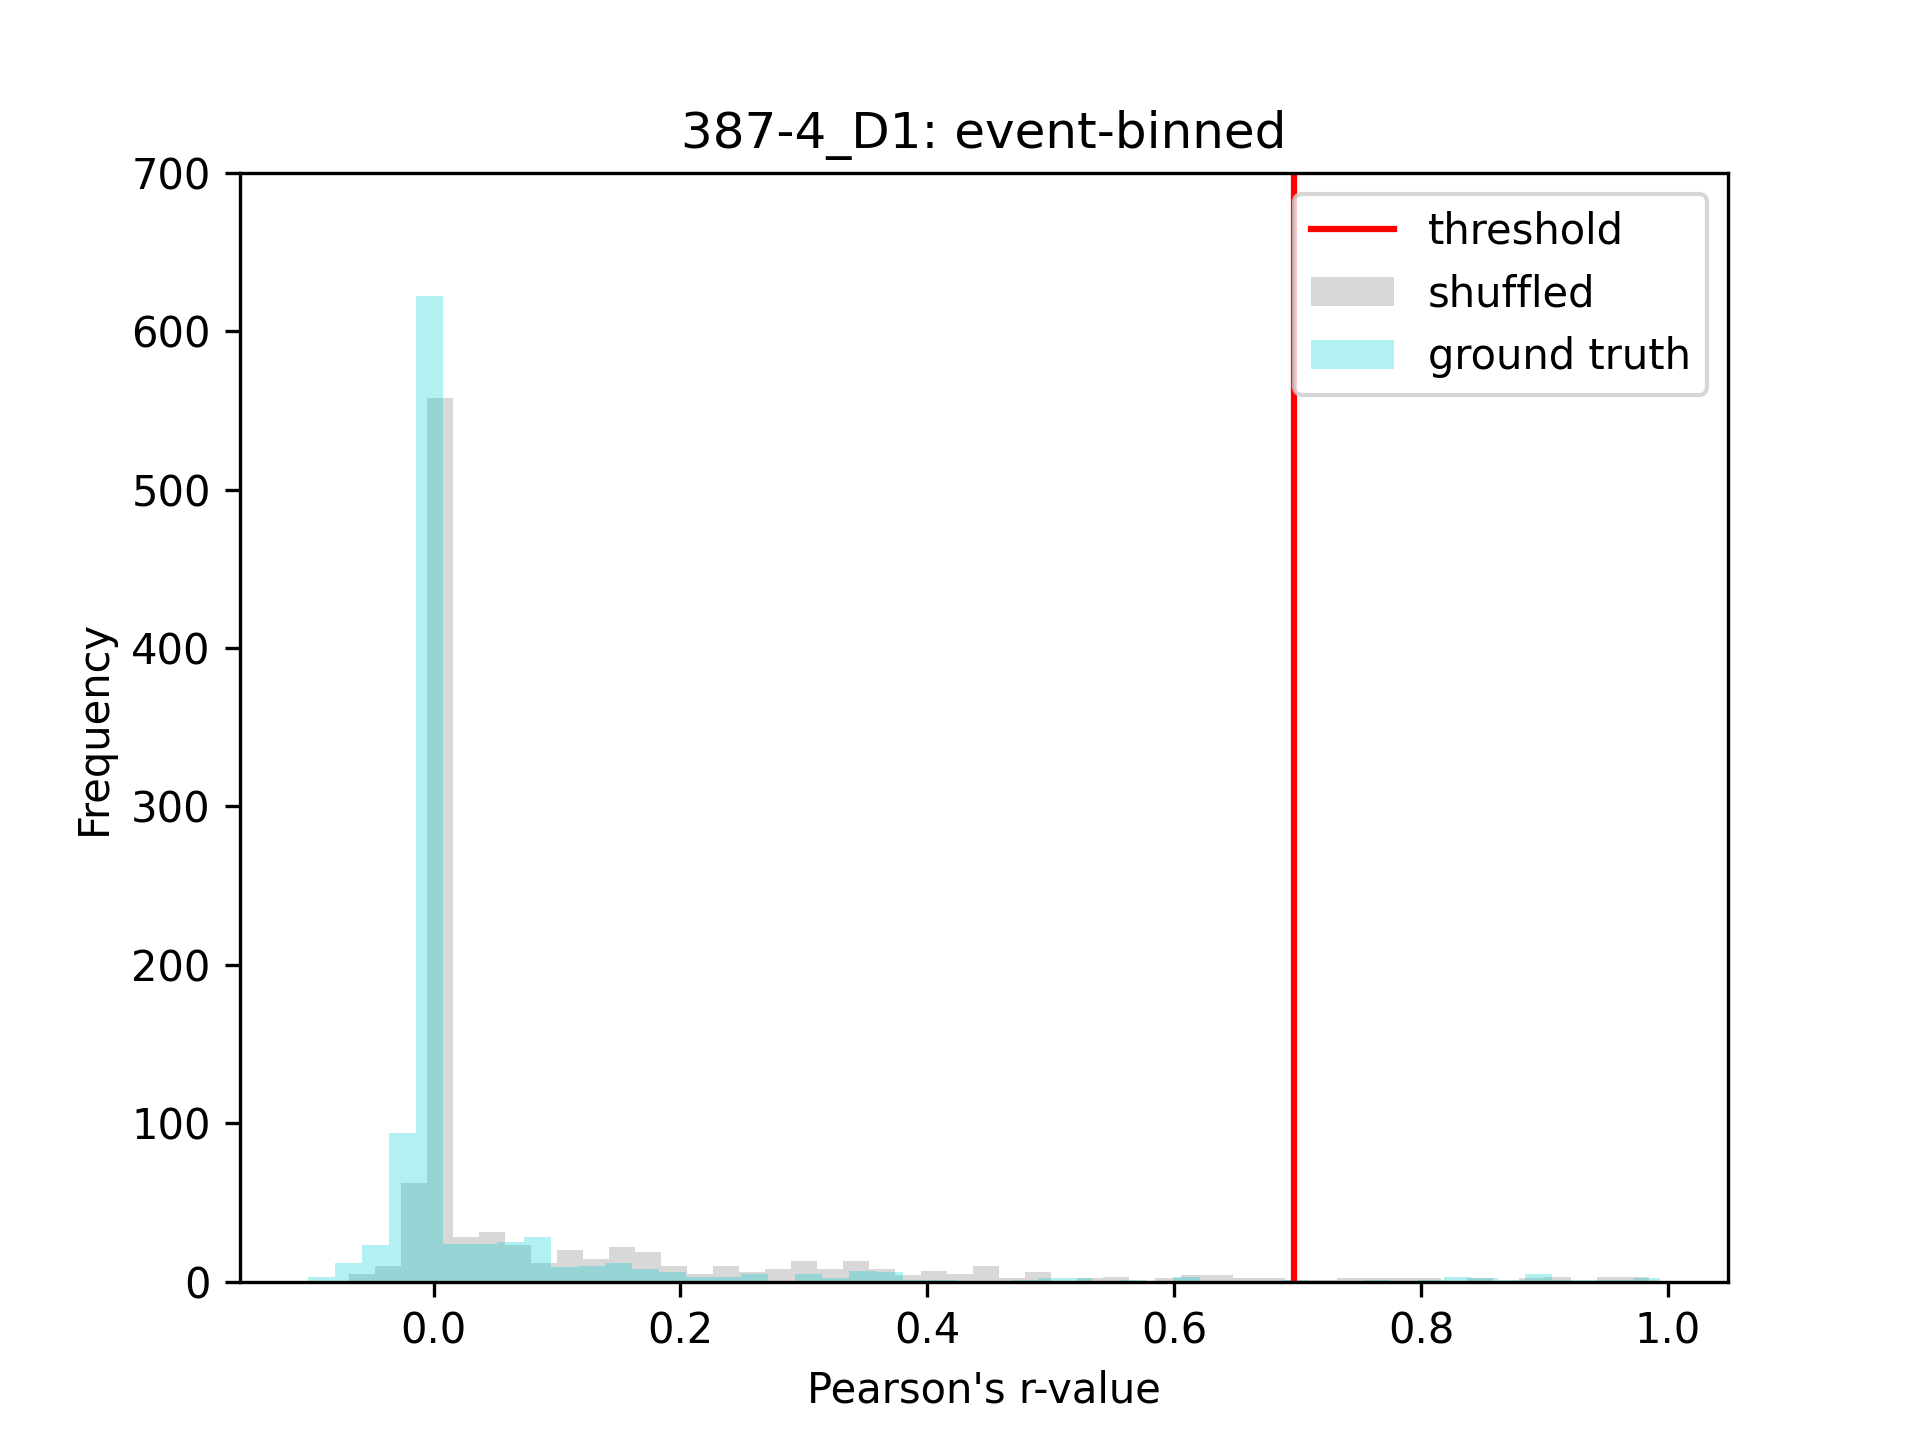 387-4_D1: event-binned
700
600
500
400
300
200
100
0
Frequency
threshold
shuffled
ground truth
0.0 0.2 0.4 0.6 0.8 1.0
Pearson's r-value